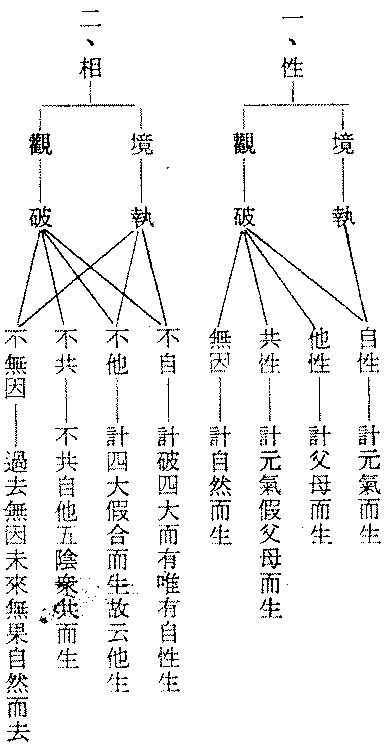 一、性
境
執
觀
破
自性——計元氣而生
他性——計父母而生
共性——計元氣假父母而生
無因——計自然而生
二、相
境
執
觀
破
不自——計破四大而有唯有自性生
不他——計四大假合而生故云他生
不共——不共自他五陰衆共而生
不無因——過去無因未來無果自然而去